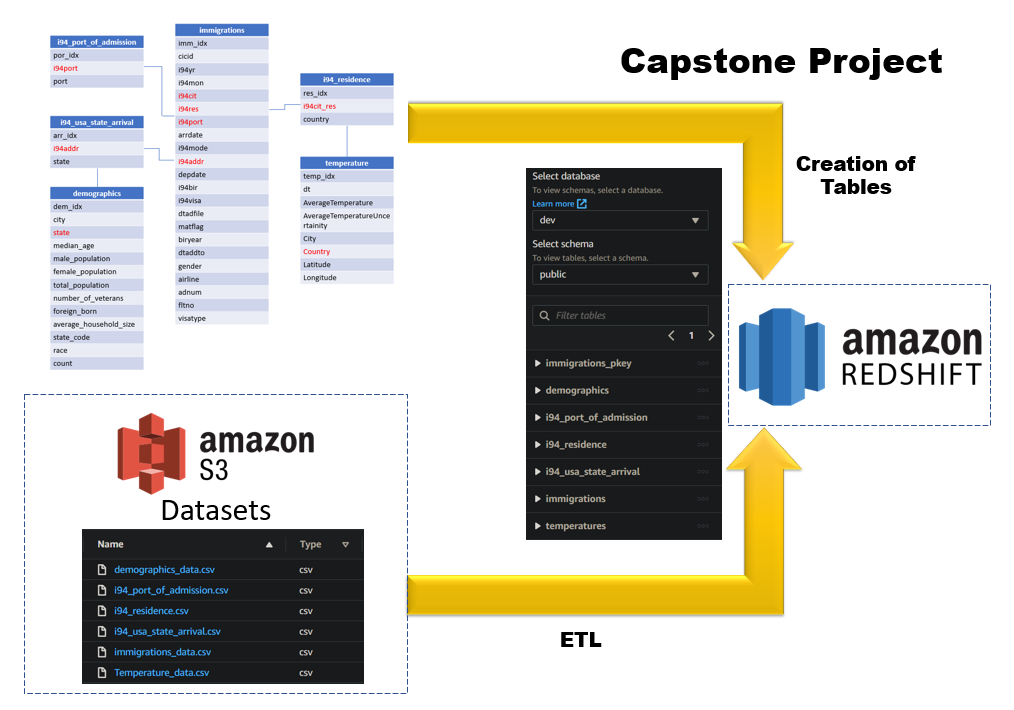 Capstone Project
i94_port_of_admission
por_idx
i94port
port
i94_usa_state_arrival
arr_idx
i94addr
state
demographics
dem_idx
city
state
median_age
male_population
female_population
total_population
number_of_veterans
foreign_born
average_household_size
state_code
race
count
immigrations
imm_idx
cicid
i94yr
i94mon
i94cit
i94res
i94port
arrdate
i94mode
i94addr
depdate
i94bir
i94visa
dtadfile
matflag
biryear
dtaddto
gender
airline
adnum
fltno
visatype
i94_residence
res_idx
i94cit_res
country
temperature
temp_idx
dt
AverageTemperature
AverageTemperatureUnce
rtainity
City
Country
Latitude
Longitude
Creation of
Tables
Select database
To view schemas, select a database.
Learn more
dev
Select schema
To view tables, select a schema.
public
Filter tables
1
immigrations_pkey
demographics
i94_port_of_admission
i94_residence
i94_usa_state_arrival
immigrations
temperatures
amazon
REDSHIFT
amazon
S3
Datasets
Name Type
demographics_data.csv csv
i94_port_of_admission.csv csv
i94_residence.csv csv
i94_usa_state_arrival.csv csv
immigrations_data.csv csv
Temperature_data.csv csv
ETL